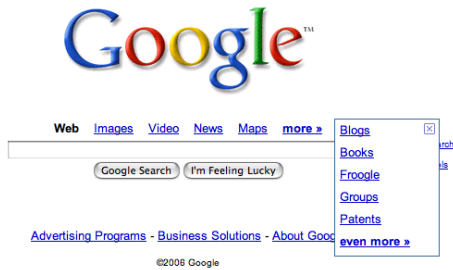 Google™
Web Images Video News Maps more »
Blogs
Books
Froogle
Groups
Patents
even more »
Google Search I'm Feeling Lucky
Advertising Programs - Business Solutions - About Goog
©2006 Google